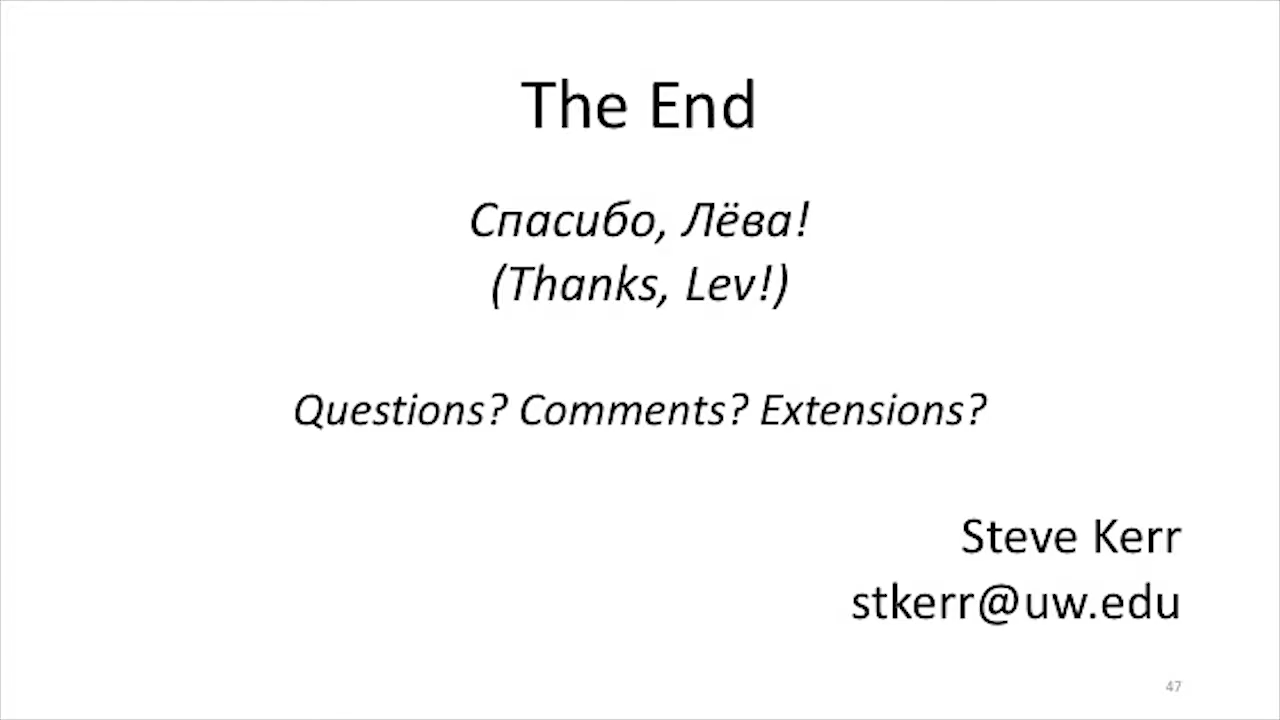 The End
Спасибо, Лёва!
(Thanks, Lev!)
Questions? Comments? Extensions?
Steve Kerr
stkerr@uw.edu
47